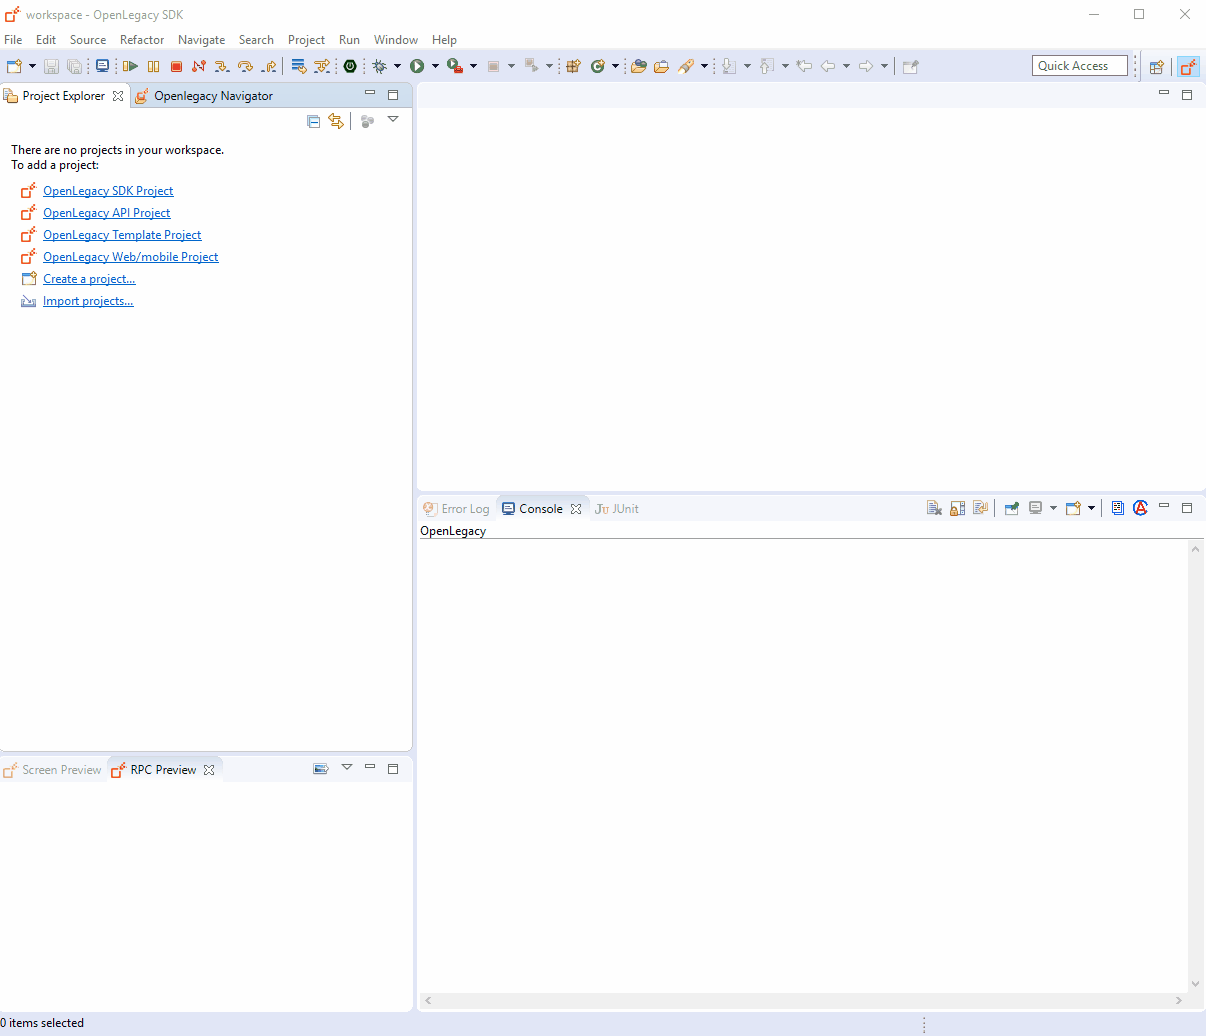 workspace - OpenLegacy SDK
File Edit Source Refactor Navigate Search Project Run Window Help
Quick Access
Project Explorer Openlegacy Navigator
There are no projects in your workspace.
To add a project:
OpenLegacy SDK Project
OpenLegacy API Project
OpenLegacy Template Project
OpenLegacy Web/mobile Project
Create a project...
Import projects...
Error Log Console Ju JUnit
OpenLegacy
Screen Preview RPC Preview
0 items selected